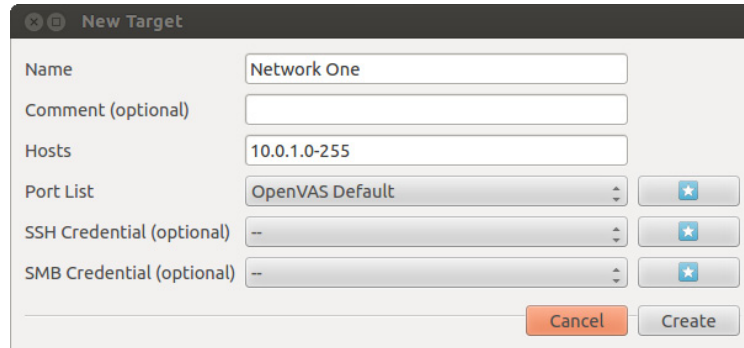 New Target
Name Network One
Comment (optional)
Hosts 10.0.1.0-255
Port List OpenVAS Default
SSH Credential (optional) --
SMB Credential (optional) --
Cancel Create